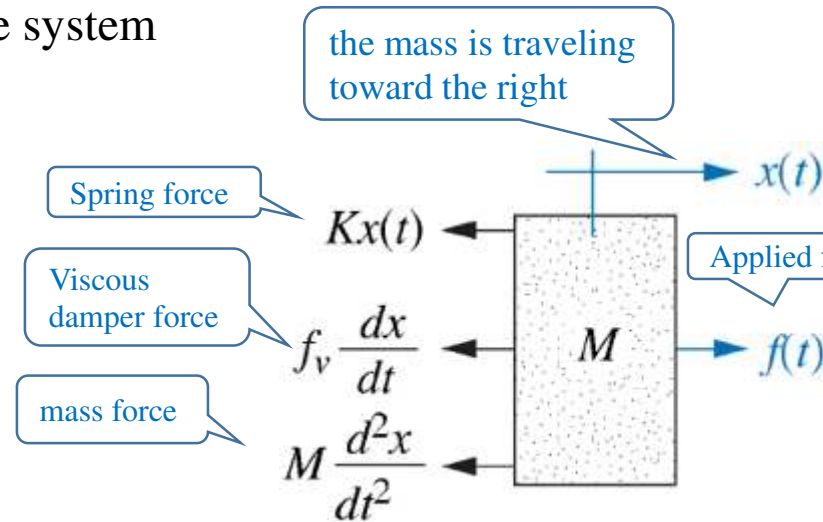 e system
the mass is traveling
toward the right
x(t)
Spring force
Kx(t)
Applied
Viscous
damper force
f_v dx/dt
M
f(t)
mass force
M d²x/dt²